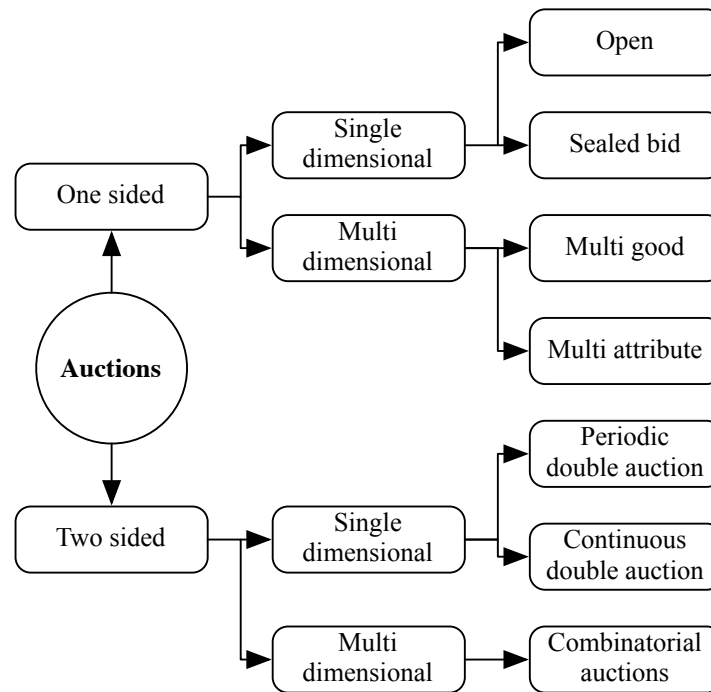 Open
Single
dimensional
Sealed bid
One sided
Multi
dimensional
Multi good
Auctions
Multi attribute
Periodic
double auction
Two sided
Single
dimensional
Continuous
double auction
Multi
dimensional
Combinatorial
auctions